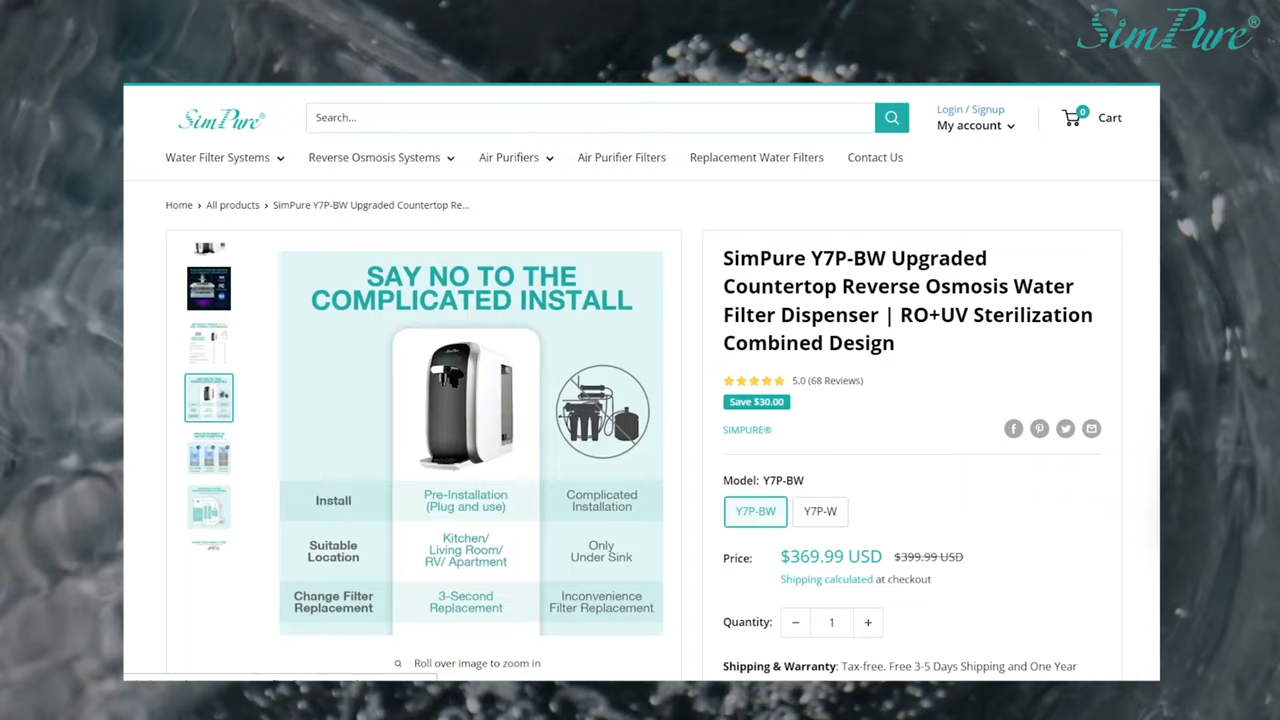 SimPure®
SimPure®
Search...
Login / Signup
My account
0
Cart
Water Filter Systems
Reverse Osmosis Systems
Air Purifiers
Air Purifier Filters
Replacement Water Filters
Contact Us
Home › All products › SimPure Y7P-BW Upgraded Countertop Re...
SAY NO TO THE
COMPLICATED INSTALL
SimPure
Install
Pre-Installation
(Plug and use)
Complicated
Installation
Suitable
Location
Kitchen/
Living Room/
RV/ Apartment
Only
Under Sink
Change Filter
Replacement
3-Second
Replacement
Inconvenience
Filter Replacement
Roll over image to zoom in
SimPure Y7P-BW Upgraded
Countertop Reverse Osmosis Water
Filter Dispenser | RO+UV Sterilization
Combined Design
5.0 (68 Reviews)
Save $30.00
SIMPURE®
Model: Y7P-BW
Y7P-BW
Y7P-W
Price: $369.99 USD $399.99 USD
Shipping calculated at checkout
Quantity: − 1 +
Shipping & Warranty: Tax-free. Free 3-5 Days Shipping and One Year